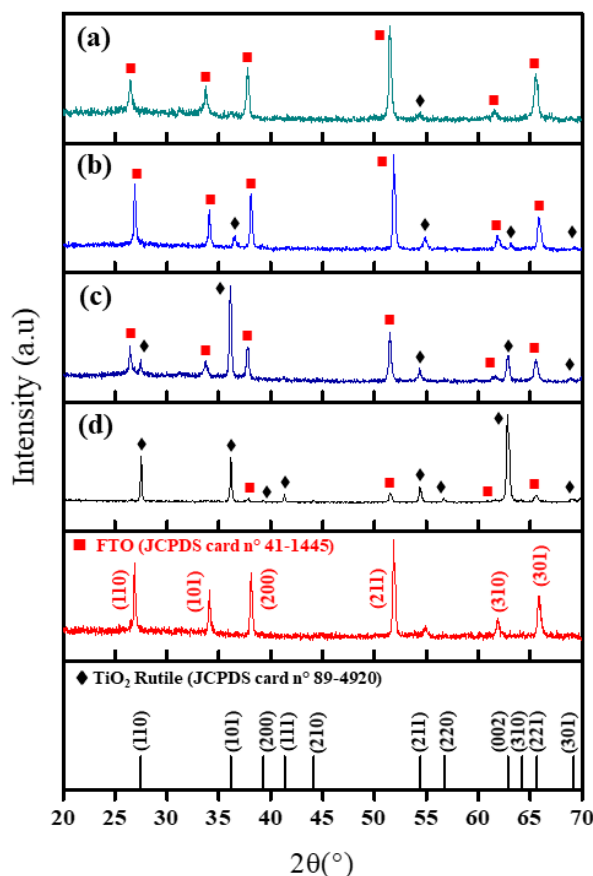 (a)
(b)
(c)
(d)
Intensity (a.u)
FTO (JCPDS card n° 41-1445)
(110) (101) (200) (211) (310) (301)
TiO2 Rutile (JCPDS card n° 89-4920)
(110) (101) (200) (111) (210) (211) (220) (002) (310) (221) (301)
20 25 30 35 40 45 50 55 60 65 70
2θ(°)